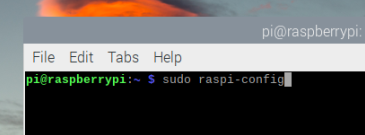 pi@raspberrypi:
File Edit Tabs Help
pi@raspberrypi:~ $ sudo raspi-config